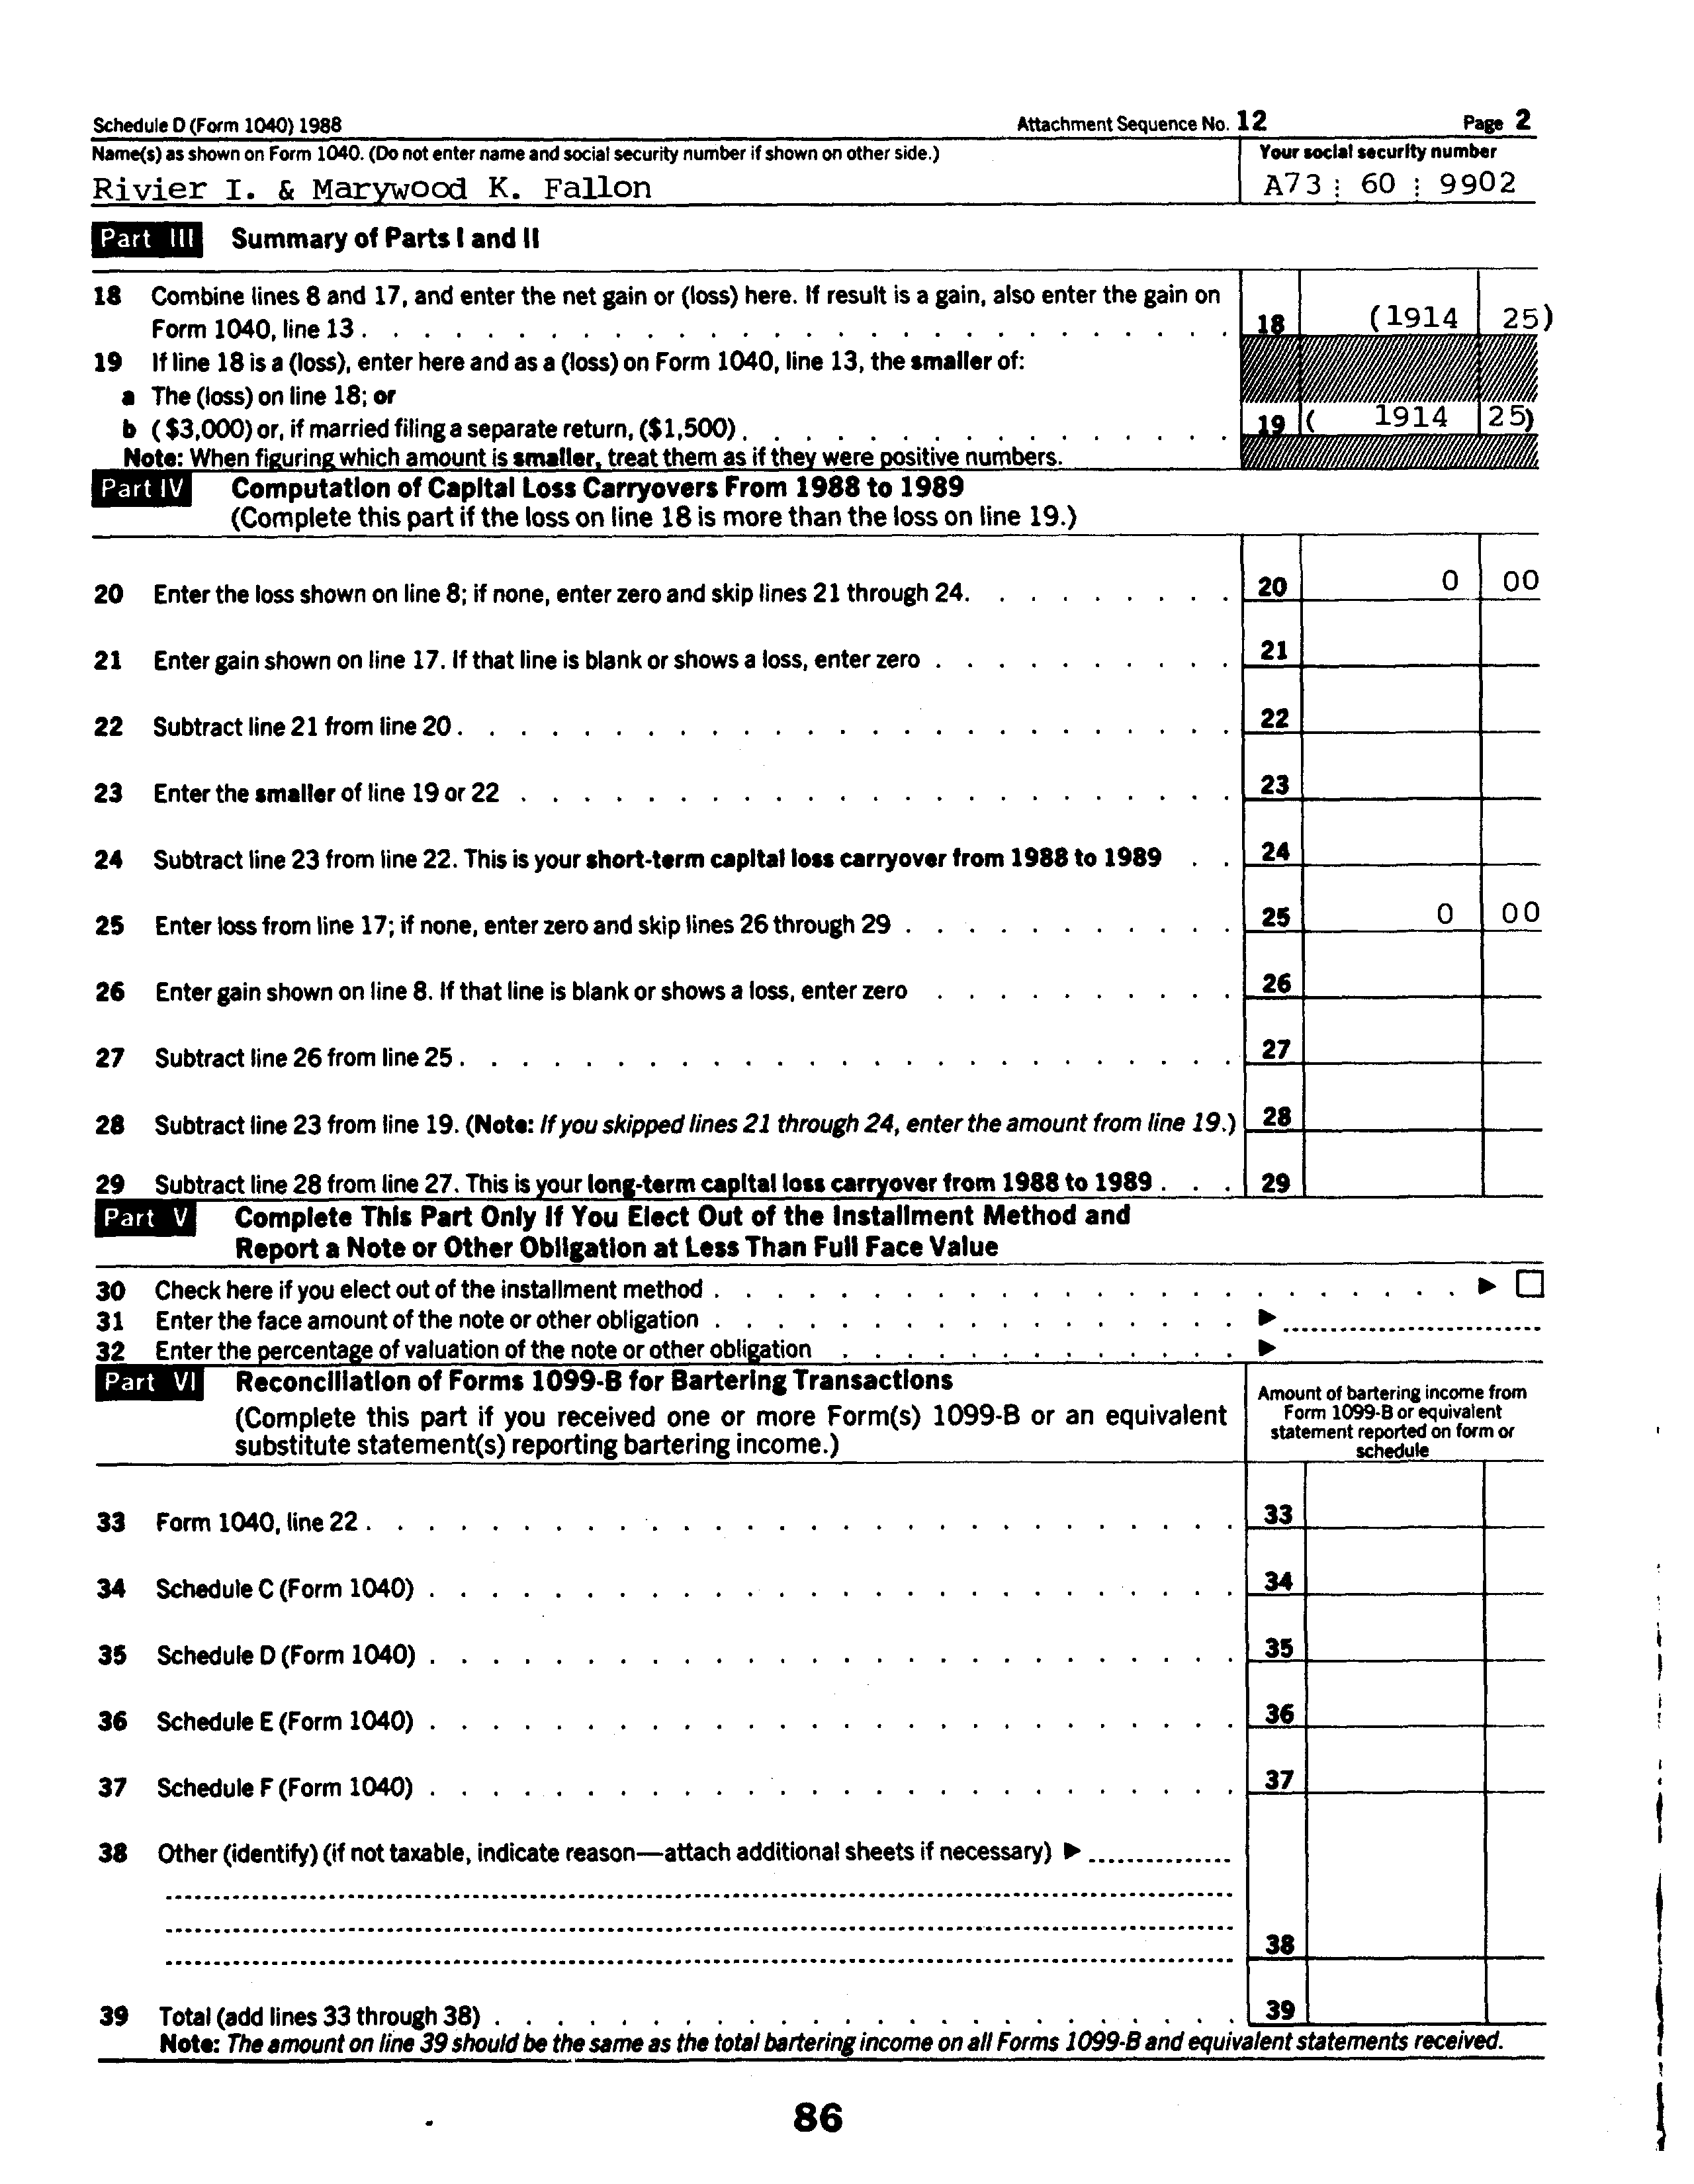 Schedule D (Form 1040) 1988 Attachment Sequence No. 12 Page 2
Name(s) as shown on Form 1040. (Do not enter name and social security number if shown on other side.) Your social security number
Rivier I. & Marywood K. Fallon A73 60 9902
Part III Summary of Parts I and II
18 Combine lines 8 and 17, and enter the net gain or (loss) here. If result is a gain, also enter the gain on
Form 1040, line 13 . . . . . . . . . . . . . . . . . . . . . . . . . . . . 18 (1914 25)
19 If line 18 is a (loss), enter here and as a (loss) on Form 1040, line 13, the smaller of:
a The (loss) on line 18; or
b ($3,000) or, if married filing a separate return, ($1,500) . . . . . . . . . . . . . . . . 19 ( 1914 25)
Note: When figuring which amount is smaller, treat them as if they were positive numbers.
Part IV Computation of Capital Loss Carryovers From 1988 to 1989
(Complete this part if the loss on line 18 is more than the loss on line 19.)
20 Enter the loss shown on line 8; if none, enter zero and skip lines 21 through 24. . . . . . . . . 20 0 00
21 Enter gain shown on line 17. If that line is blank or shows a loss, enter zero . . . . . . . . . . 21
22 Subtract line 21 from line 20 . . . . . . . . . . . . . . . . . . . . . . . . . 22
23 Enter the smaller of line 19 or 22 . . . . . . . . . . . . . . . . . . . . . . . 23
24 Subtract line 23 from line 22. This is your short-term capital loss carryover from 1988 to 1989 . . 24
25 Enter loss from line 17; if none, enter zero and skip lines 26 through 29 . . . . . . . . . . . 25 0 00
26 Enter gain shown on line 8. If that line is blank or shows a loss, enter zero . . . . . . . . . . 26
27 Subtract line 26 from line 25 . . . . . . . . . . . . . . . . . . . . . . . . . 27
28 Subtract line 23 from line 19. (Note: If you skipped lines 21 through 24, enter the amount from line 19.) 28
29 Subtract line 28 from line 27. This is your long-term capital loss carryover from 1988 to 1989 . . . 29
Part V Complete This Part Only If You Elect Out of the Installment Method and
Report a Note or Other Obligation at Less Than Full Face Value
30 Check here if you elect out of the installment method . . . . . . . . . . . . . . . . . . . . . . . . ▶ ☐
31 Enter the face amount of the note or other obligation . . . . . . . . . . . . . . . . . ▶
32 Enter the percentage of valuation of the note or other obligation . . . . . . . . . . . . . ▶
Part VI Reconciliation of Forms 1099-B for Bartering Transactions
(Complete this part if you received one or more Form(s) 1099-B or an equivalent
substitute statement(s) reporting bartering income.)
Amount of bartering income from
Form 1099-B or equivalent
statement reported on form or
schedule
33 Form 1040, line 22 . . . . . . . . . . . . . . . . . . . . . . . . . . . . 33
34 Schedule C (Form 1040) . . . . . . . . . . . . . . . . . . . . . . . . . . 34
35 Schedule D (Form 1040) . . . . . . . . . . . . . . . . . . . . . . . . . . 35
36 Schedule E (Form 1040) . . . . . . . . . . . . . . . . . . . . . . . . . . 36
37 Schedule F (Form 1040) . . . . . . . . . . . . . . . . . . . . . . . . . . 37
38 Other (identify) (if not taxable, indicate reason—attach additional sheets if necessary) ▶
38
39 Total (add lines 33 through 38) . . . . . . . . . . . . . . . . . . . . . . . . 39
Note: The amount on line 39 should be the same as the total bartering income on all Forms 1099-B and equivalent statements received.
86